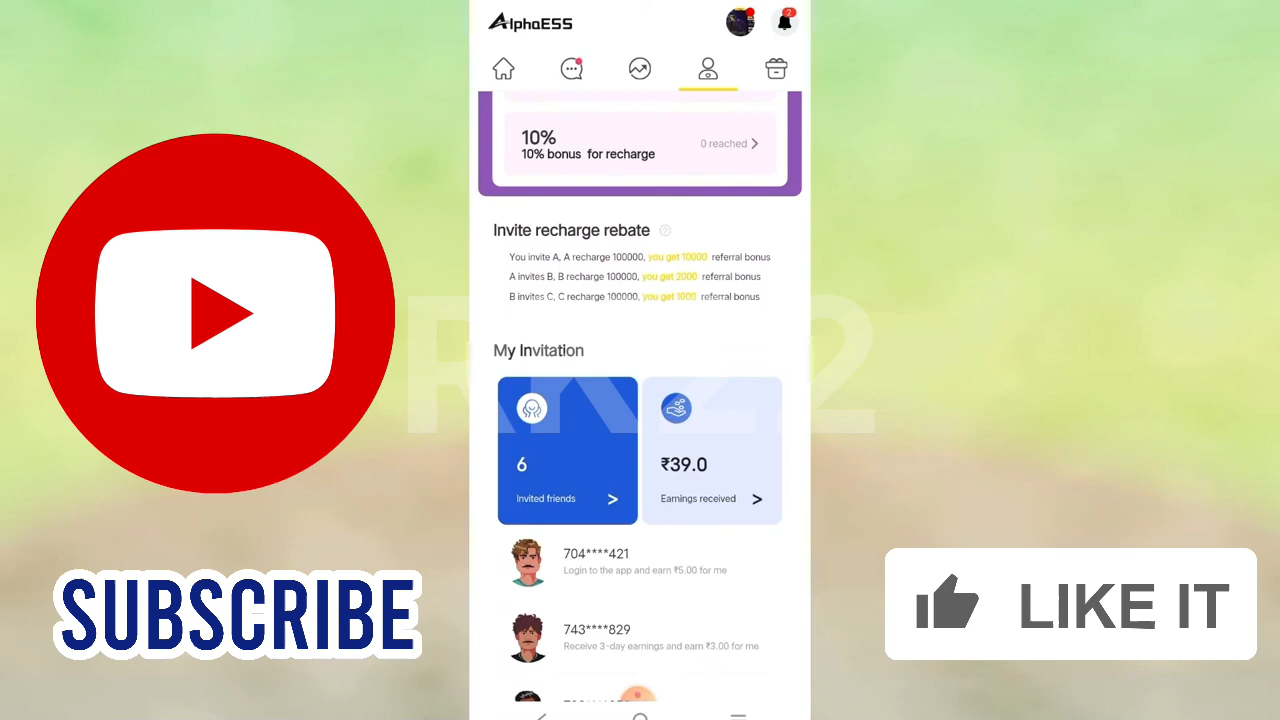 AlphaESS
2
10%
10% bonus for recharge
0 reached
Invite recharge rebate
?
You invite A, A recharge 100000, you get 10000 referral bonus
A invites B, B recharge 100000, you get 2000 referral bonus
B invites C, C recharge 100000, you get 1000 referral bonus
My Invitation
6
Invited friends >
₹39.0
Earnings received >
704****421
Login to the app and earn ₹5.00 for me
743****829
Receive 3-day earnings and earn ₹3.00 for me
SUBSCRIBE
LIKE IT